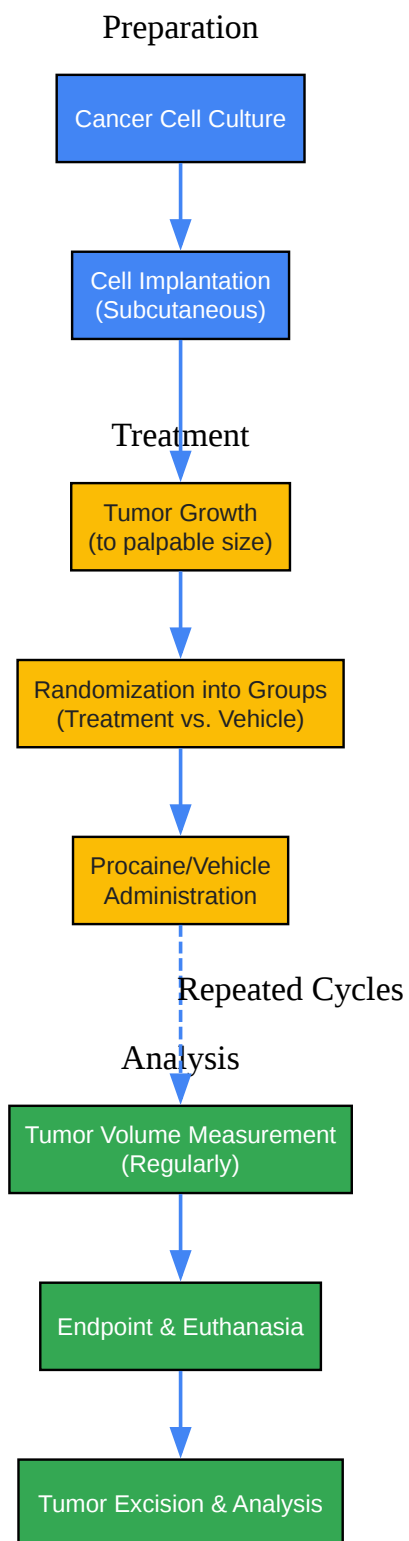 Preparation
Cancer Cell Culture
Cell Implantation
(Subcutaneous)
Treatment
Tumor Growth
(to palpable size)
Randomization into Groups
(Treatment vs. Vehicle)
Procaine/Vehicle
Administration
Repeated Cycles
Analysis
Tumor Volume Measurement
(Regularly)
Endpoint & Euthanasia
Tumor Excision & Analysis